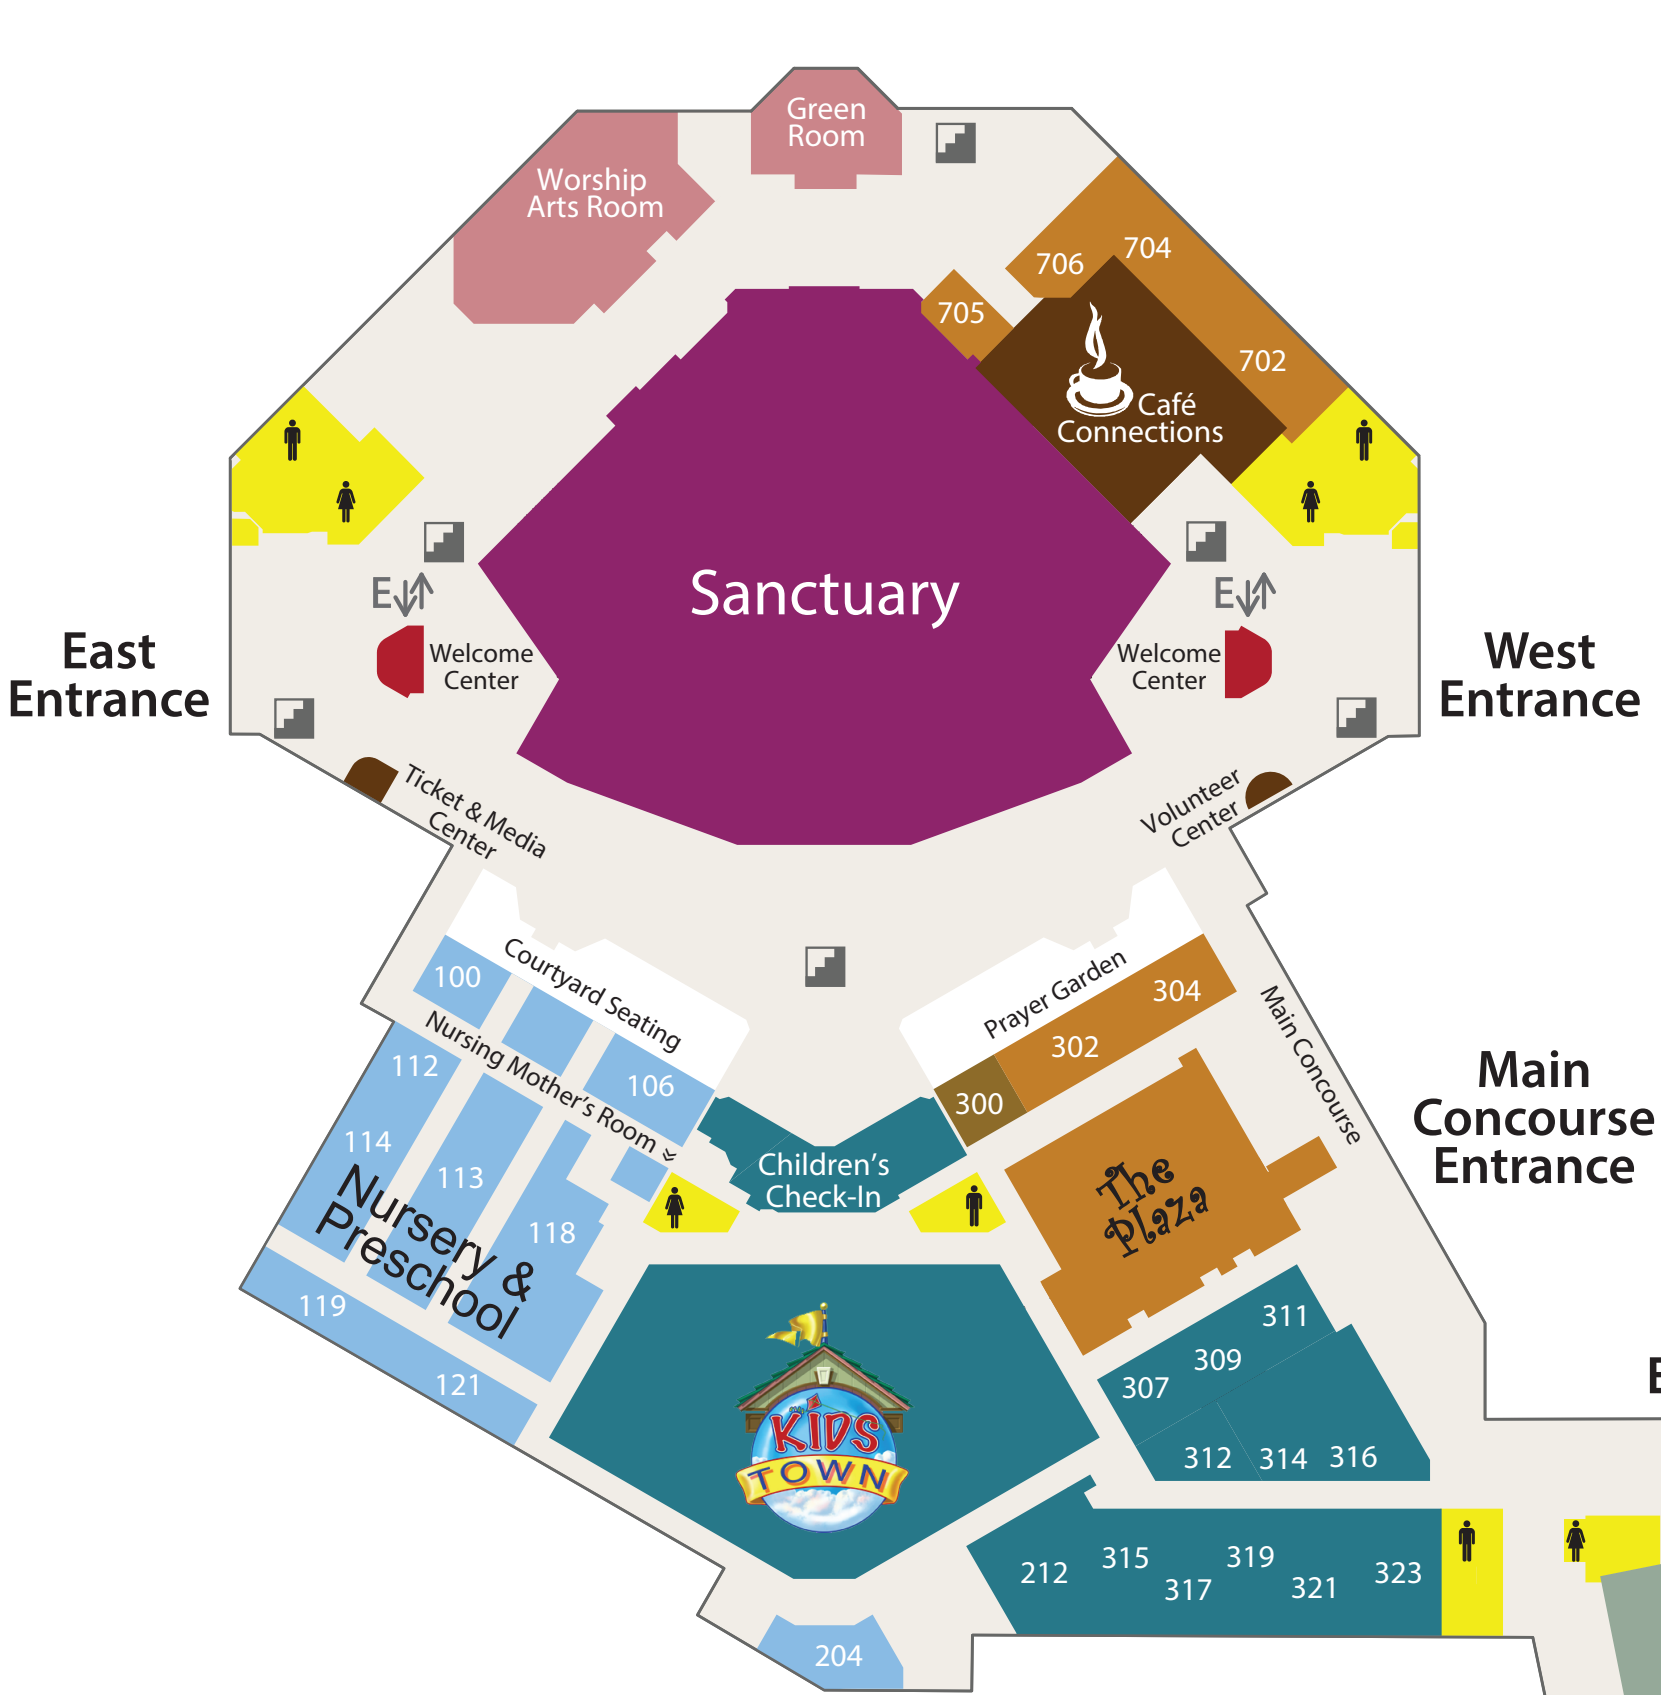 Green
Room
Worship
Arts Room
704
706
705
702
Café
Connections
Sanctuary
E
E
East
Entrance
Welcome
Center
Welcome
Center
West
Entrance
Ticket & Media
Center
Volunteer
Center
Courtyard Seating
Prayer Garden
100
304
Main Concourse
Nursing Mother's Room
302
112
106
300
Main
Concourse
Entrance
114
113
118
Children's
Check-In
The
Plaza
Nursery &
Preschool
119
121
311
309
307
KIDS
TOWN
312
314
316
212
315
317
319
321
323
204